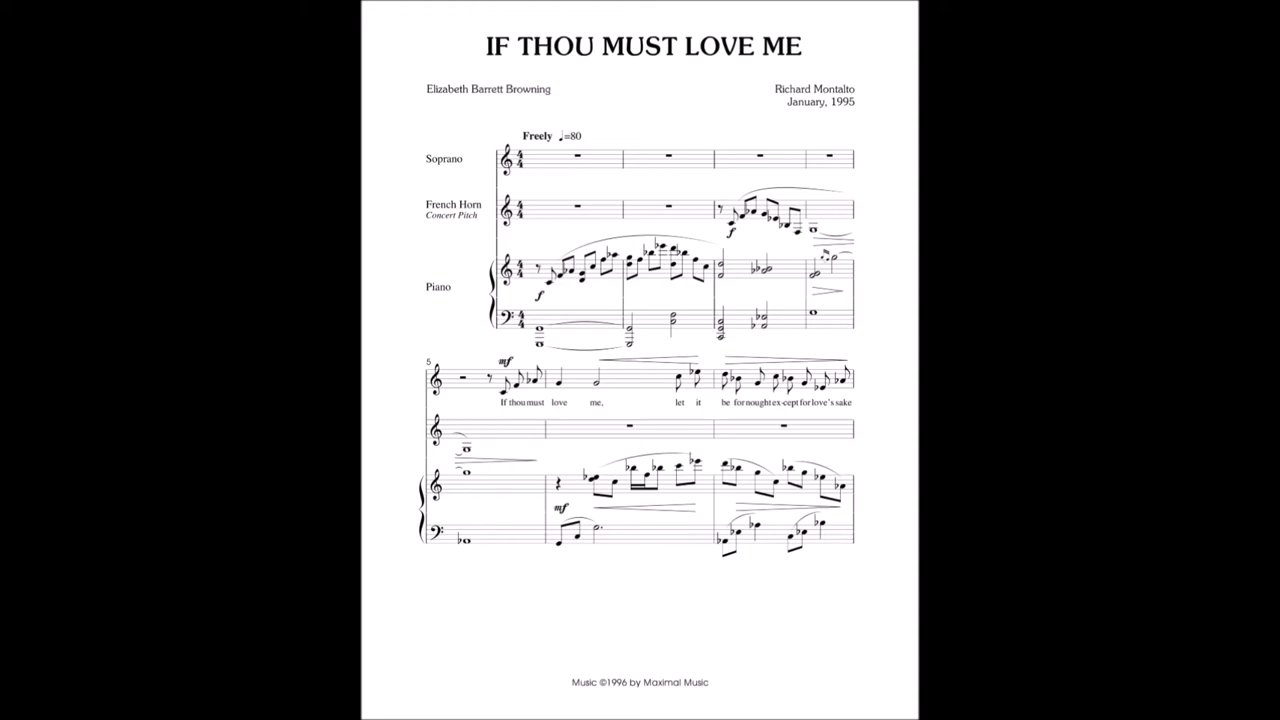 IF THOU MUST LOVE ME
Elizabeth Barrett Browning
Richard Montalto
January, 1995
Freely ♩=80
Soprano
French Horn
Concert Pitch
f
Piano
f
5
mf
If thou must love me, let it be for nought ex-cept for love's sake
mf
Music ©1996 by Maximal Music